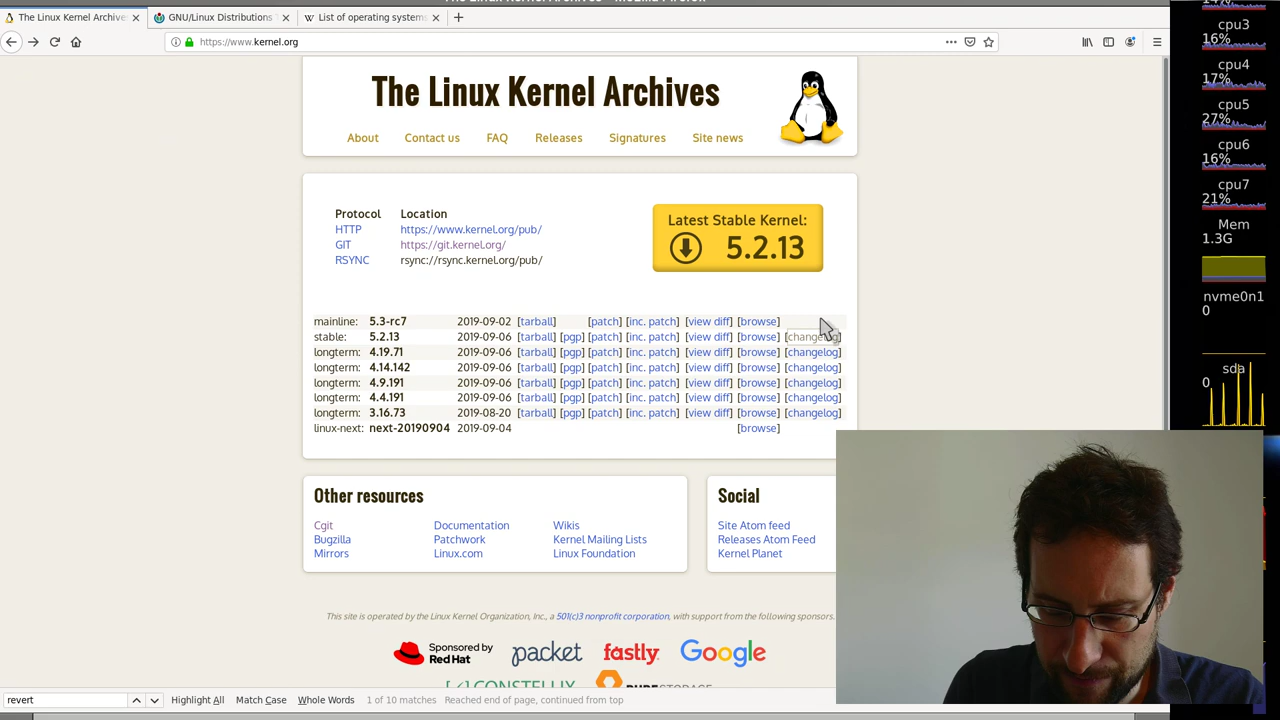 The Linux Kernel Archives - Mozilla Firefox
The Linux Kernel Archives × GNU/Linux Distributions T × List of operating systems × +
https://www.kernel.org
The Linux Kernel Archives
About Contact us FAQ Releases Signatures Site news
Protocol Location
HTTP https://www.kernel.org/pub/
GIT https://git.kernel.org/
RSYNC rsync://rsync.kernel.org/pub/
Latest Stable Kernel:
5.2.13
mainline: 5.3-rc7 2019-09-02 [tarball] [patch] [inc. patch] [view diff] [browse]
stable: 5.2.13 2019-09-06 [tarball] [pgp] [patch] [inc. patch] [view diff] [browse] [changelog]
longterm: 4.19.71 2019-09-06 [tarball] [pgp] [patch] [inc. patch] [view diff] [browse] [changelog]
longterm: 4.14.142 2019-09-06 [tarball] [pgp] [patch] [inc. patch] [view diff] [browse] [changelog]
longterm: 4.9.191 2019-09-06 [tarball] [pgp] [patch] [inc. patch] [view diff] [browse] [changelog]
longterm: 4.4.191 2019-09-06 [tarball] [pgp] [patch] [inc. patch] [view diff] [browse] [changelog]
longterm: 3.16.73 2019-08-20 [tarball] [pgp] [patch] [inc. patch] [view diff] [browse] [changelog]
linux-next: next-20190904 2019-09-04 [browse]
Other resources
Cgit Documentation Wikis
Bugzilla Patchwork Kernel Mailing Lists
Mirrors Linux.com Linux Foundation
Social
Site Atom feed
Releases Atom Feed
Kernel Planet
This site is operated by the Linux Kernel Organization, Inc., a 501(c)3 nonprofit corporation, with support from the following sponsors.
Sponsored by
Red Hat
packet
fastly
Google
CONSTELLIX
PURESTORAGE
revert Highlight All Match Case Whole Words 1 of 10 matches Reached end of page, continued from top
14%
cpu3
16%
cpu4
17%
cpu5
27%
cpu6
16%
cpu7
21%
Mem
1.3G
nvme0n1
0
sda
0